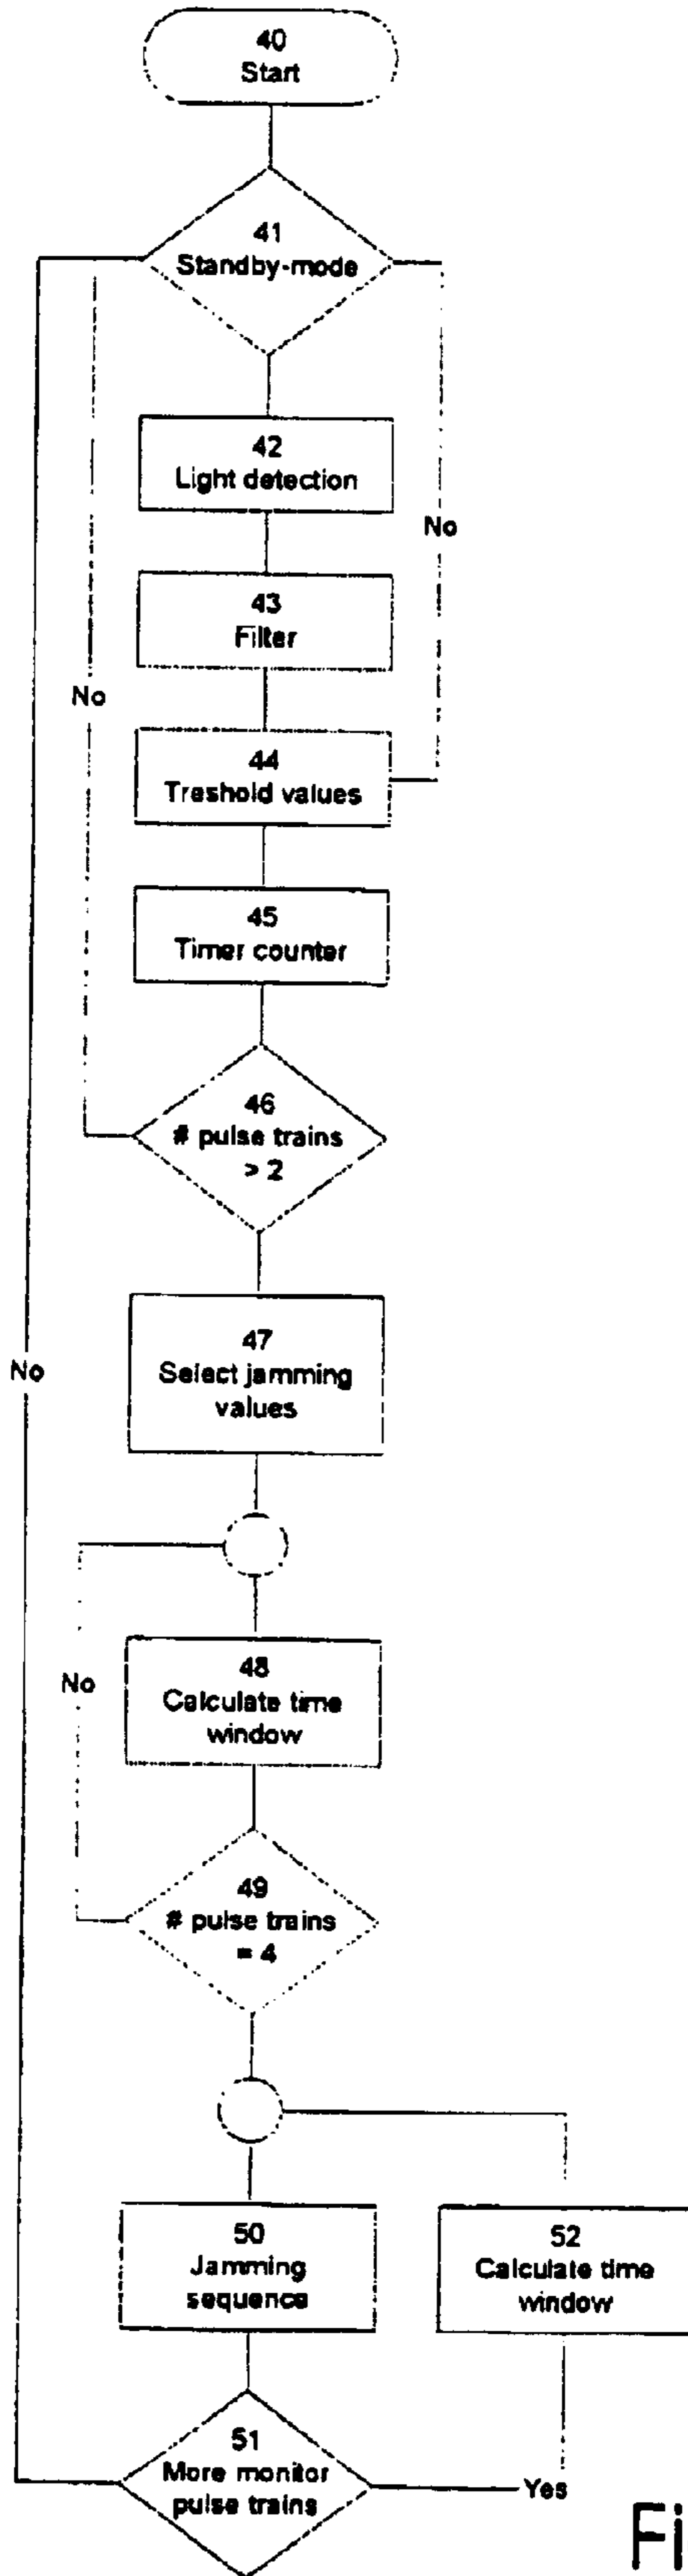 40
Start
41
Standby-mode
42
Light detection
No
43
Filter
No
44
Treshold values
45
Timer counter
46
# pulse trains
> 2
47
Select jamming
values
No
48
Calculate time
window
No
49
# pulse trains
= 4
50
Jamming
sequence
52
Calculate time
window
51
More monitor
pulse trains
Yes
Fi